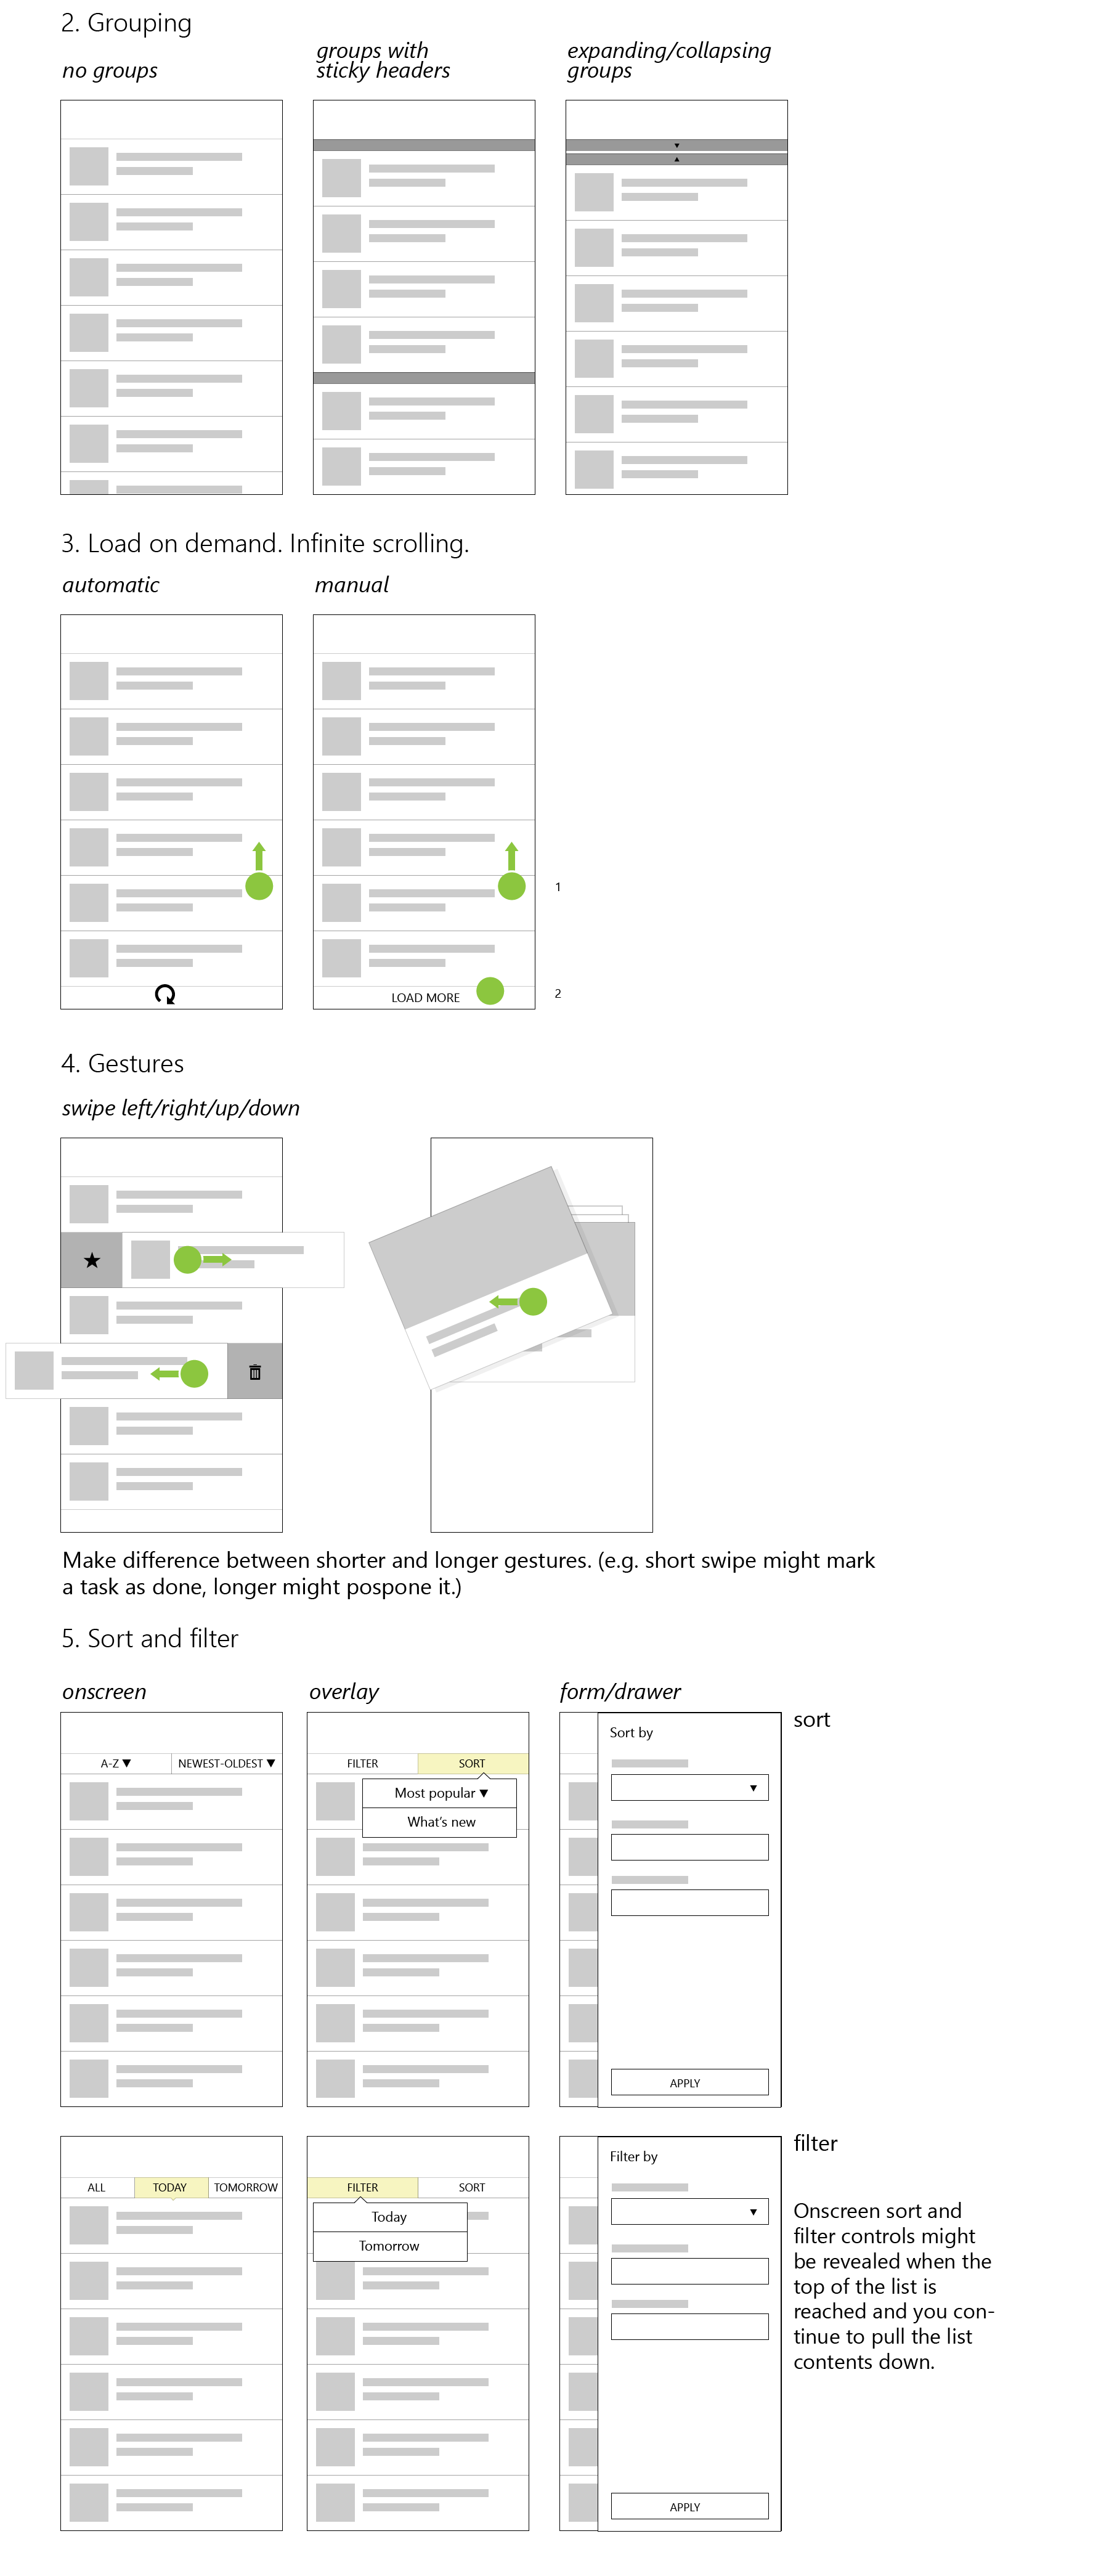 2. Grouping
no groups
groups with
sticky headers
expanding/collapsing
groups
3. Load on demand. Infinite scrolling.
automatic
manual
1
LOAD MORE
2
4. Gestures
swipe left/right/up/down
Make difference between shorter and longer gestures. (e.g. short swipe might mark
a task as done, longer might pospone it.)
5. Sort and filter
onscreen
overlay
form/drawer
sort
A-Z ▼
NEWEST-OLDEST ▼
FILTER
SORT
Most popular ▼
What's new
Sort by
APPLY
filter
ALL
TODAY
TOMORROW
FILTER
SORT
Today
Tomorrow
Filter by
APPLY
Onscreen sort and
filter controls might
be revealed when the
top of the list is
reached and you con-
tinue to pull the list
contents down.